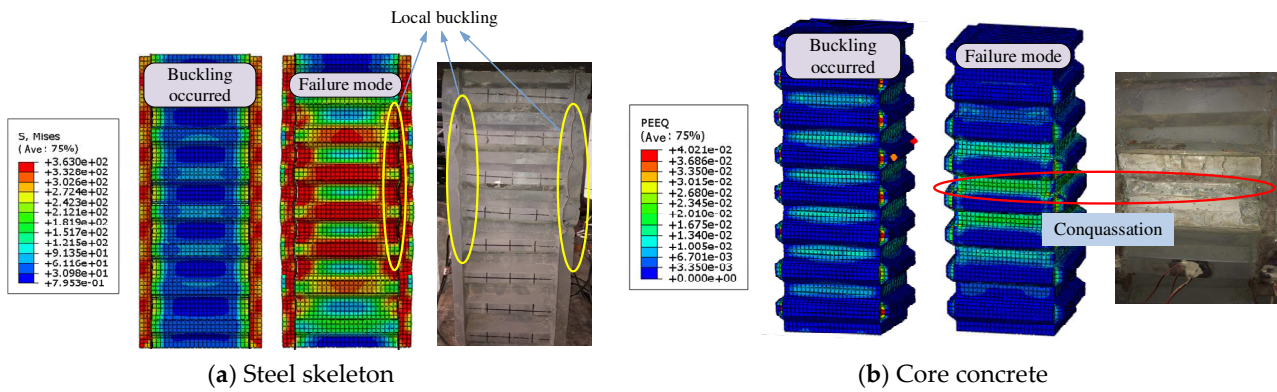 Local buckling
Buckling
occurred
Failure mode
S, Mises
(Ave: 75%)
+3.630e+02
+3.328e+02
+3.026e+02
+2.724e+02
+2.423e+02
+2.121e+02
+1.819e+02
+1.517e+02
+1.215e+02
+9.135e+01
+6.116e+01
+3.098e+01
+7.953e-01
(a) Steel skeleton
Buckling
occurred
Failure mode
PEEQ
(Ave: 75%)
+4.021e-02
+3.686e-02
+3.350e-02
+3.015e-02
+2.680e-02
+2.345e-02
+2.010e-02
+1.675e-02
+1.340e-02
+1.005e-02
+6.701e-03
+3.350e-03
+0.000e+00
Conquassation
(b) Core concrete